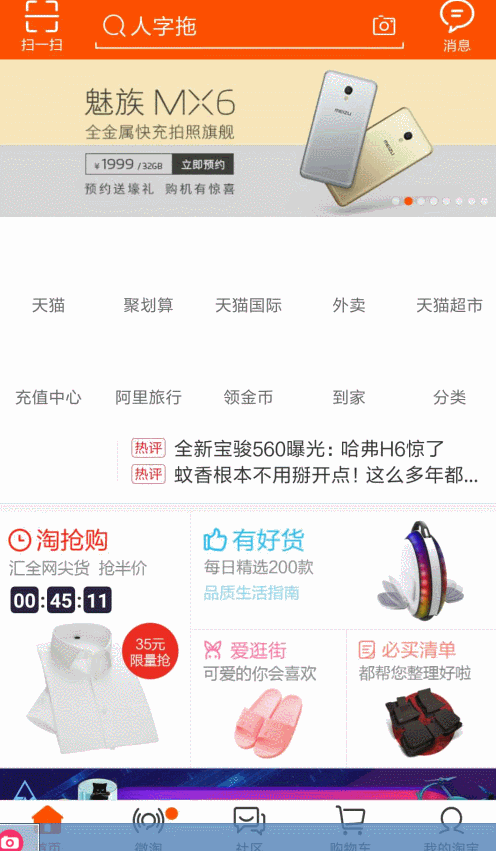 人字拖
扫一扫
消息
魅族 MX6
全金属快充拍照旗舰
¥1999 /32GB 立即预约
预约送壕礼 购机有惊喜
MEIZU
MEIZU
天猫 聚划算 天猫国际 外卖 天猫超市
充值中心 阿里旅行 领金币 到家 分类
热评 全新宝骏560曝光：哈弗H6惊了
热评 蚊香根本不用掰开点！这么多年都...
淘抢购
汇全网尖货 抢半价
00:45:11
35元
限量抢
有好货
每日精选200款
品质生活指南
爱逛街
可爱的你会喜欢
必买清单
都帮您整理好啦
首页 微淘 社区 购物车 我的淘宝